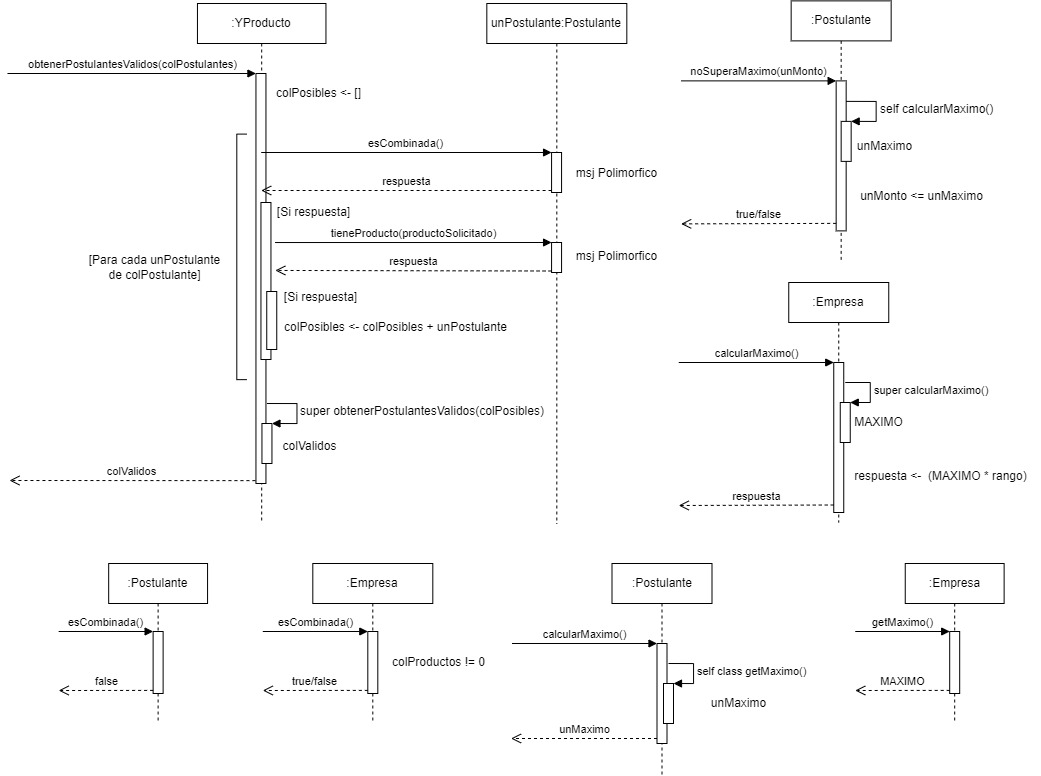 :YProducto
unPostulante:Postulante
obtenerPostulantesValidos(colPostulantes)
colPosibles <- []
esCombinada()
msj Polimorfico
respuesta
[Si respuesta]
tieneProducto(productoSolicitado)
msj Polimorfico
respuesta
[Para cada unPostulante
de colPostulante]
[Si respuesta]
colPosibles <- colPosibles + unPostulante
super obtenerPostulantesValidos(colPosibles)
colValidos
colValidos
:Postulante
noSuperaMaximo(unMonto)
self calcularMaximo()
unMaximo
unMonto <= unMaximo
true/false
:Empresa
calcularMaximo()
super calcularMaximo()
MAXIMO
respuesta <- (MAXIMO * rango)
respuesta
:Postulante
esCombinada()
false
:Empresa
esCombinada()
colProductos != 0
true/false
:Postulante
calcularMaximo()
self class getMaximo()
unMaximo
unMaximo
:Empresa
getMaximo()
MAXIMO